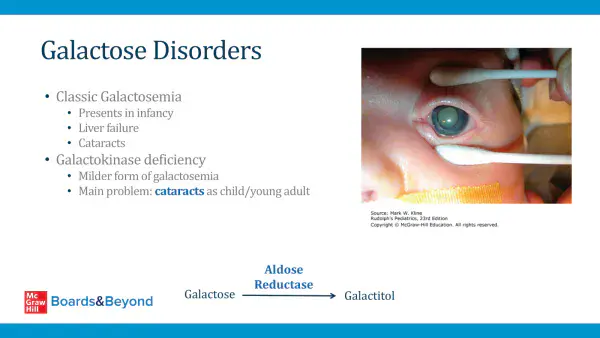 Galactose Disorders
• Classic Galactosemia
• Presents in infancy
• Liver failure
• Cataracts
• Galactokinase deficiency
• Milder form of galactosemia
• Main problem: cataracts as child/young adult
Source: Mark W. Kline
Rudolph's Pediatrics, 23rd Edition
Copyright © McGraw-Hill Education. All rights reserved.
Aldose
Reductase
Galactose
Galactitol
Mc
Graw
Hill
Boards&Beyond